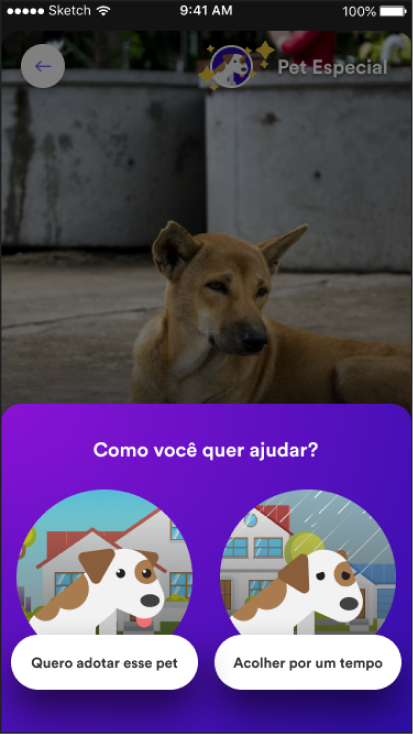 Sketch
9:41 AM
100%
Pet Especial
Como você quer ajudar?
Quero adotar esse pet
Acolher por um tempo